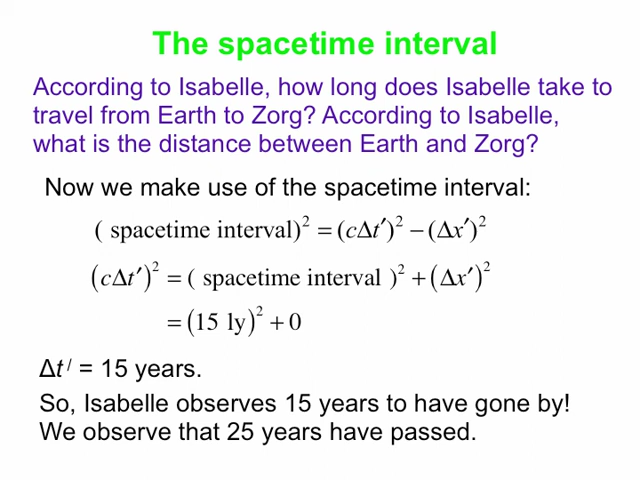 The spacetime interval
According to Isabelle, how long does Isabelle take to
travel from Earth to Zorg? According to Isabelle,
what is the distance between Earth and Zorg?
Now we make use of the spacetime interval:
( spacetime interval)² = (cΔt′)² − (Δx′)²
(cΔt′)² = ( spacetime interval )² + (Δx′)²
= (15 ly)² + 0
Δt / = 15 years.
So, Isabelle observes 15 years to have gone by!
We observe that 25 years have passed.